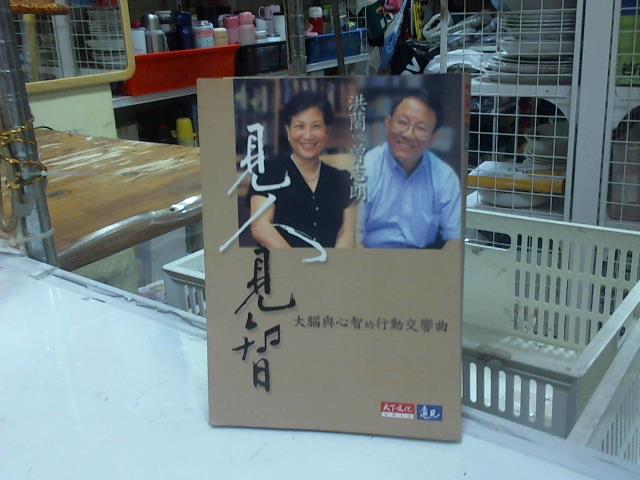 見人見智
洪蘭、曾志朗
大腦與心智的行動交響曲
天下文化
遠見